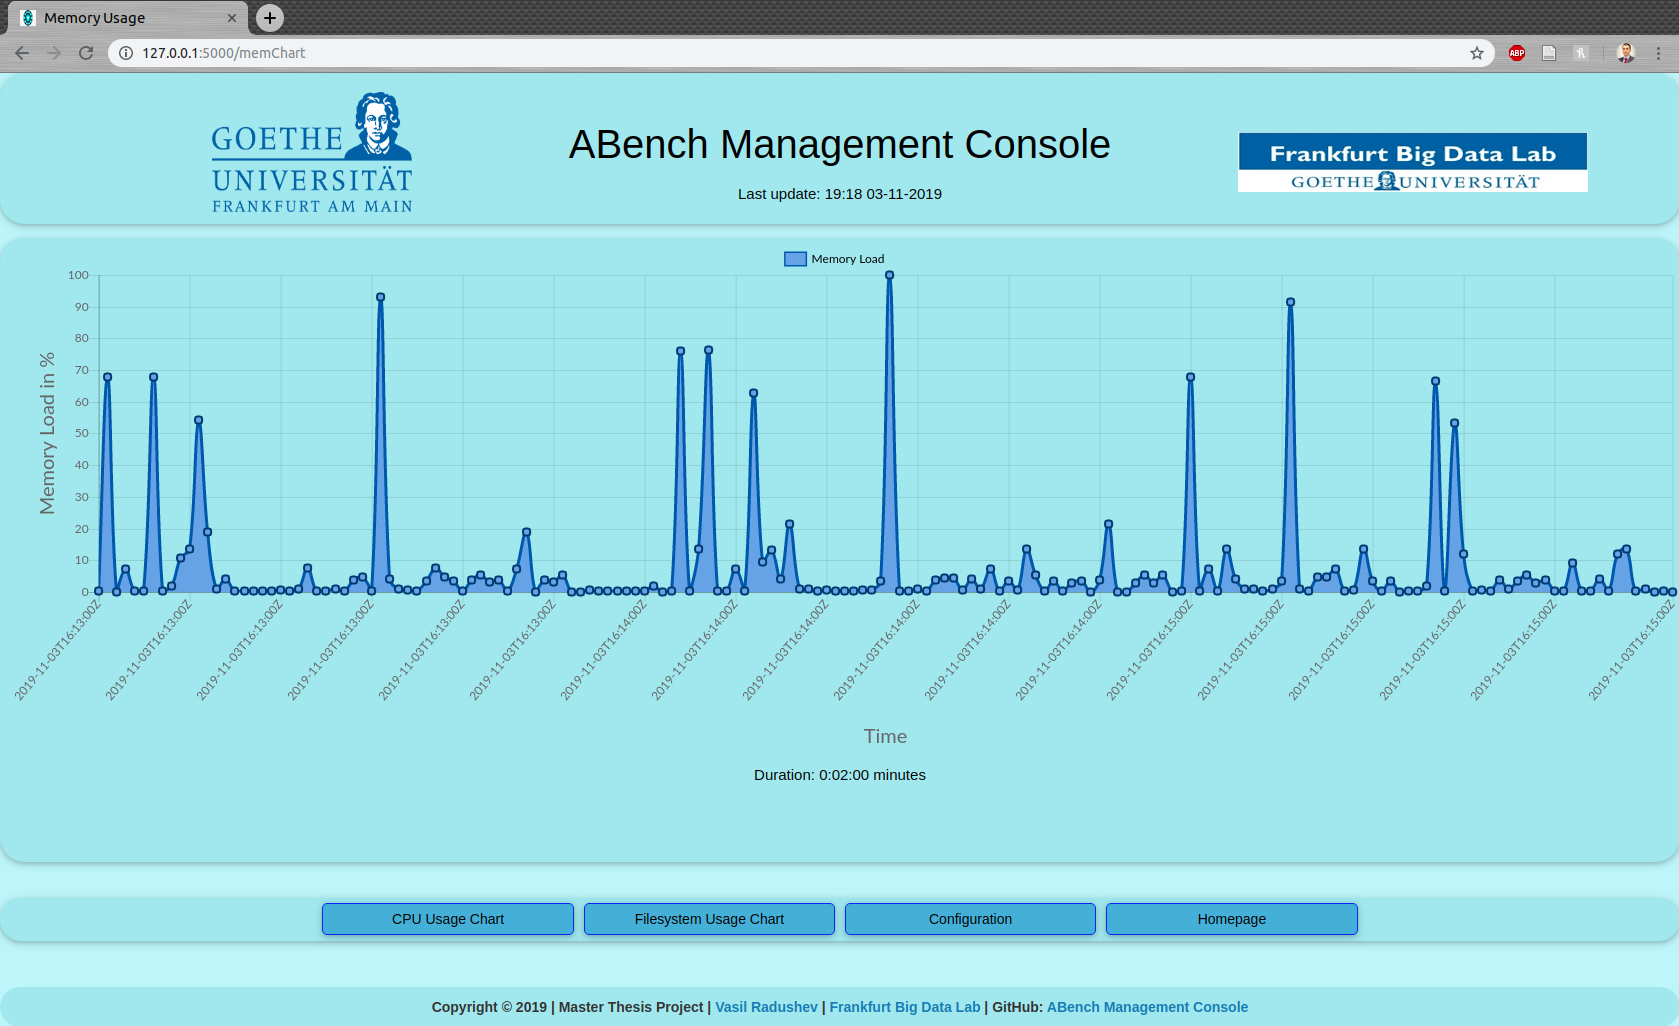 Memory Usage
127.0.0.1:5000/memChart
ABP
GOETHE
UNIVERSITÄT
FRANKFURT AM MAIN
ABench Management Console
Last update: 19:18 03-11-2019
Frankfurt Big Data Lab
GOETHE UNIVERSITÄT
Memory Load
100
90
80
70
60
50
40
30
20
10
0
Memory Load in %
2019-11-03T16:13:00Z
2019-11-03T16:13:00Z
2019-11-03T16:13:00Z
2019-11-03T16:13:00Z
2019-11-03T16:13:00Z
2019-11-03T16:13:00Z
2019-11-03T16:14:00Z
2019-11-03T16:14:00Z
2019-11-03T16:14:00Z
2019-11-03T16:14:00Z
2019-11-03T16:14:00Z
2019-11-03T16:14:00Z
2019-11-03T16:15:00Z
2019-11-03T16:15:00Z
2019-11-03T16:15:00Z
2019-11-03T16:15:00Z
2019-11-03T16:15:00Z
2019-11-03T16:15:00Z
Time
Duration: 0:02:00 minutes
CPU Usage Chart
Filesystem Usage Chart
Configuration
Homepage
Copyright © 2019 | Master Thesis Project | Vasil Radushev | Frankfurt Big Data Lab | GitHub: ABench Management Console